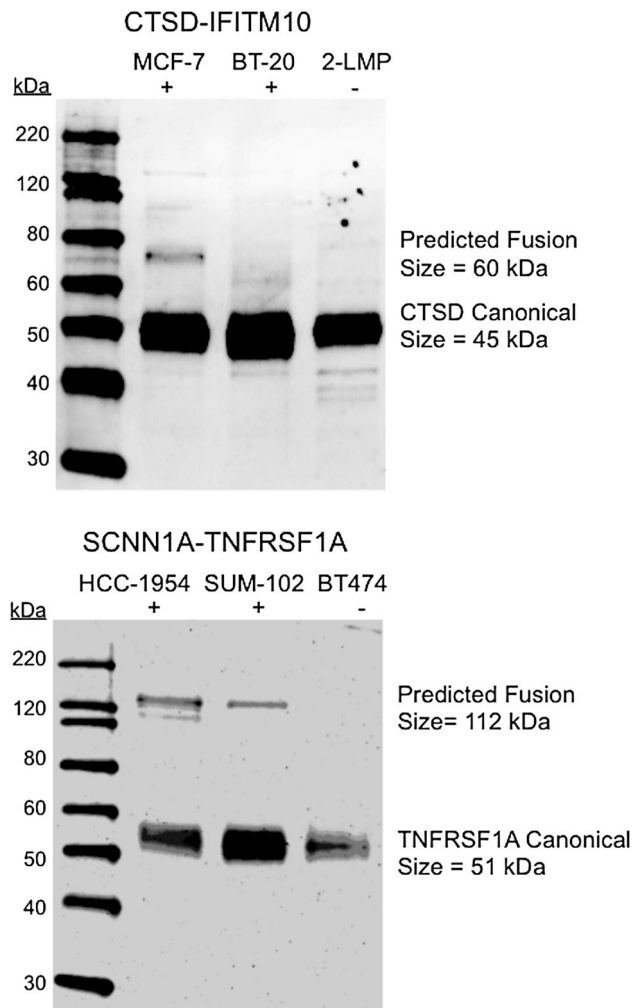 CTSD-IFITM10
MCF-7 BT-20 2-LMP
kDa + + -
220
120
80
Predicted Fusion
Size = 60 kDa
60
CTSD Canonical
Size = 45 kDa
50
40
30
SCNN1A-TNFRSF1A
HCC-1954 SUM-102 BT474
kDa + + -
220
120
Predicted Fusion
Size= 112 kDa
80
60
50
TNFRSF1A Canonical
Size = 51 kDa
40
30